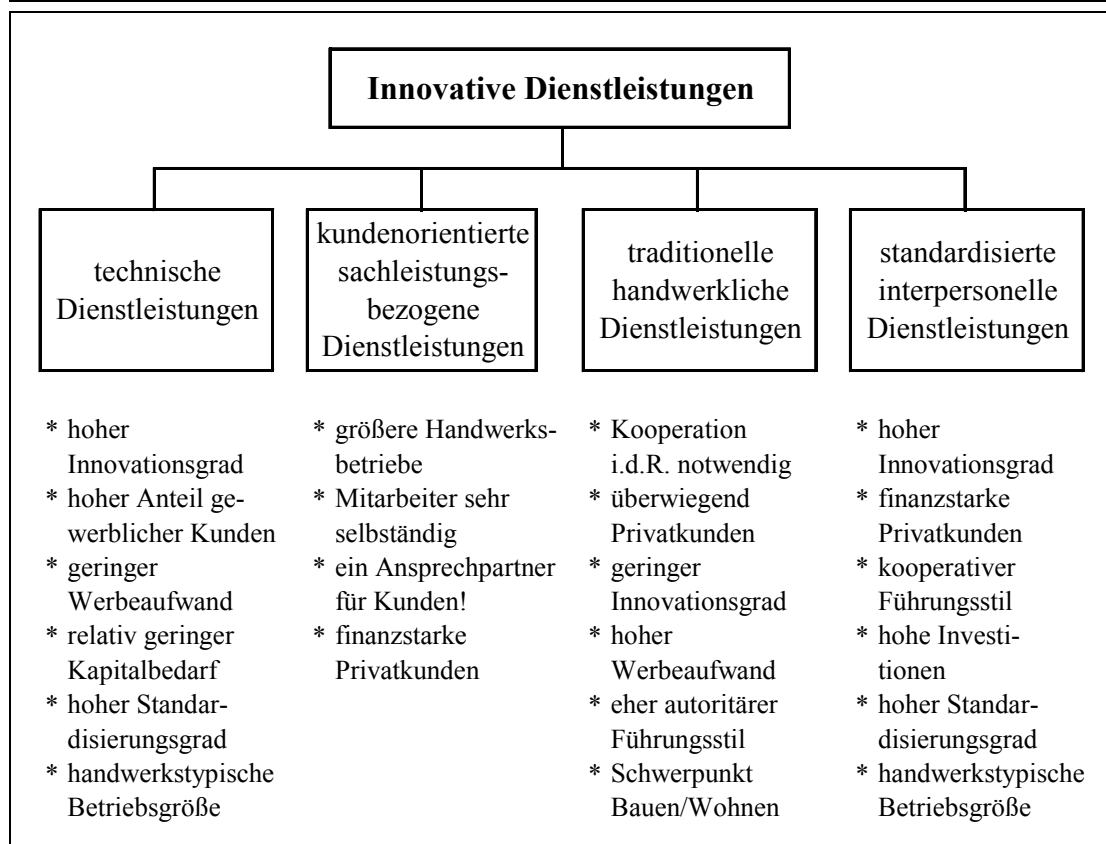 Innovative Dienstleistungen
technische
Dienstleistungen
kundenorientierte
sachleistungs-
bezogene
Dienstleistungen
traditionelle
handwerkliche
Dienstleistungen
standardisierte
interpersonelle
Dienstleistungen
* hoher
Innovationsgrad
* hoher Anteil ge-
werblicher Kunden
* geringer
Werbeaufwand
* relativ geringer
Kapitalbedarf
* hoher Standar-
disierungsgrad
* handwerkstypische
Betriebsgröße
* größere Handwerks-
betriebe
* Mitarbeiter sehr
selbständig
* ein Ansprechpartner
für Kunden!
* finanzstarke
Privatkunden
* Kooperation
i.d.R. notwendig
* überwiegend
Privatkunden
* geringer
Innovationsgrad
* hoher
Werbeaufwand
* eher autoritärer
Führungsstil
* Schwerpunkt
Bauen/Wohnen
* hoher
Innovationsgrad
* finanzstarke
Privatkunden
* kooperativer
Führungsstil
* hohe Investi-
tionen
* hoher Standar-
disierungsgrad
* handwerkstypische
Betriebsgröße